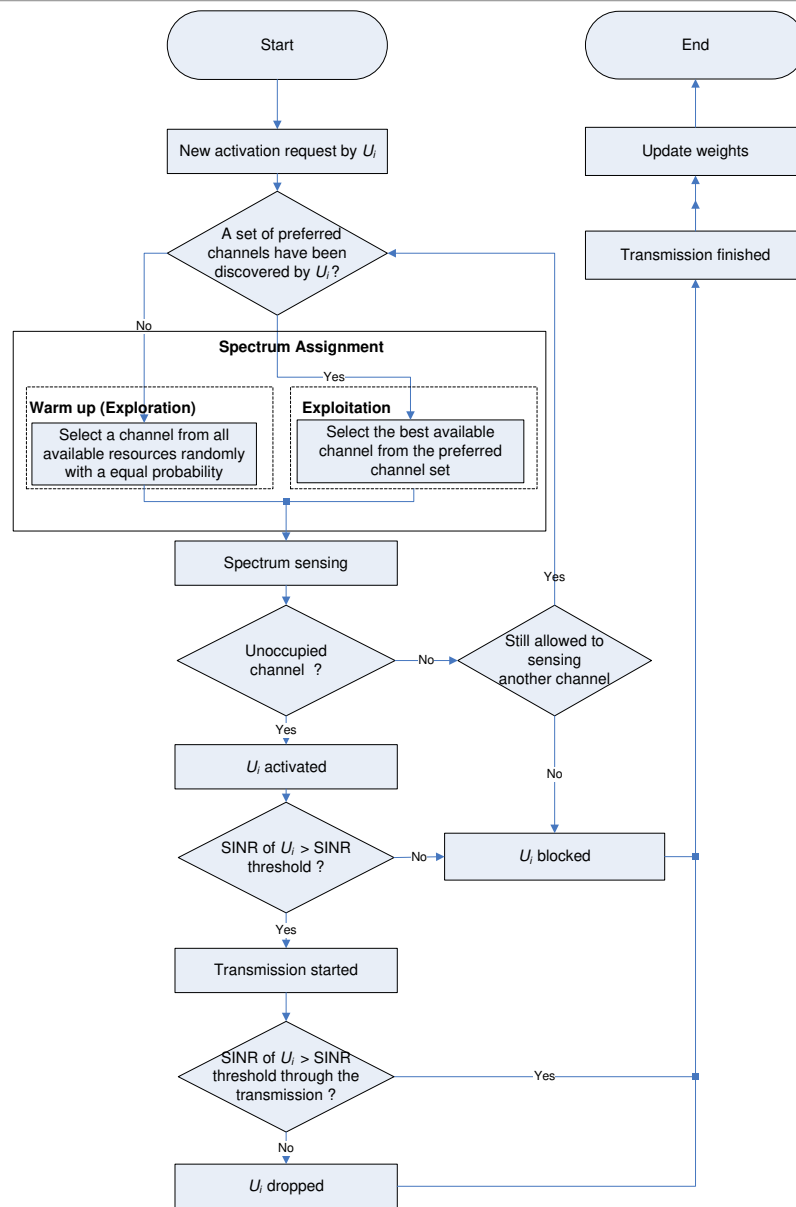 Start
End
New activation request by Ui
Update weights
A set of preferred
channels have been
discovered by Ui ?
Transmission finished
No
Spectrum Assignment
Yes
Warm up (Exploration)
Select a channel from all
available resources randomly
with a equal probability
Exploitation
Select the best available
channel from the preferred
channel set
Spectrum sensing
Yes
Unoccupied
channel ?
No
Still allowed to
sensing
another channel
Yes
Ui activated
No
SINR of Ui > SINR
threshold ?
No
Ui blocked
Yes
Transmission started
SINR of Ui > SINR
threshold through the
transmission ?
Yes
No
Ui dropped